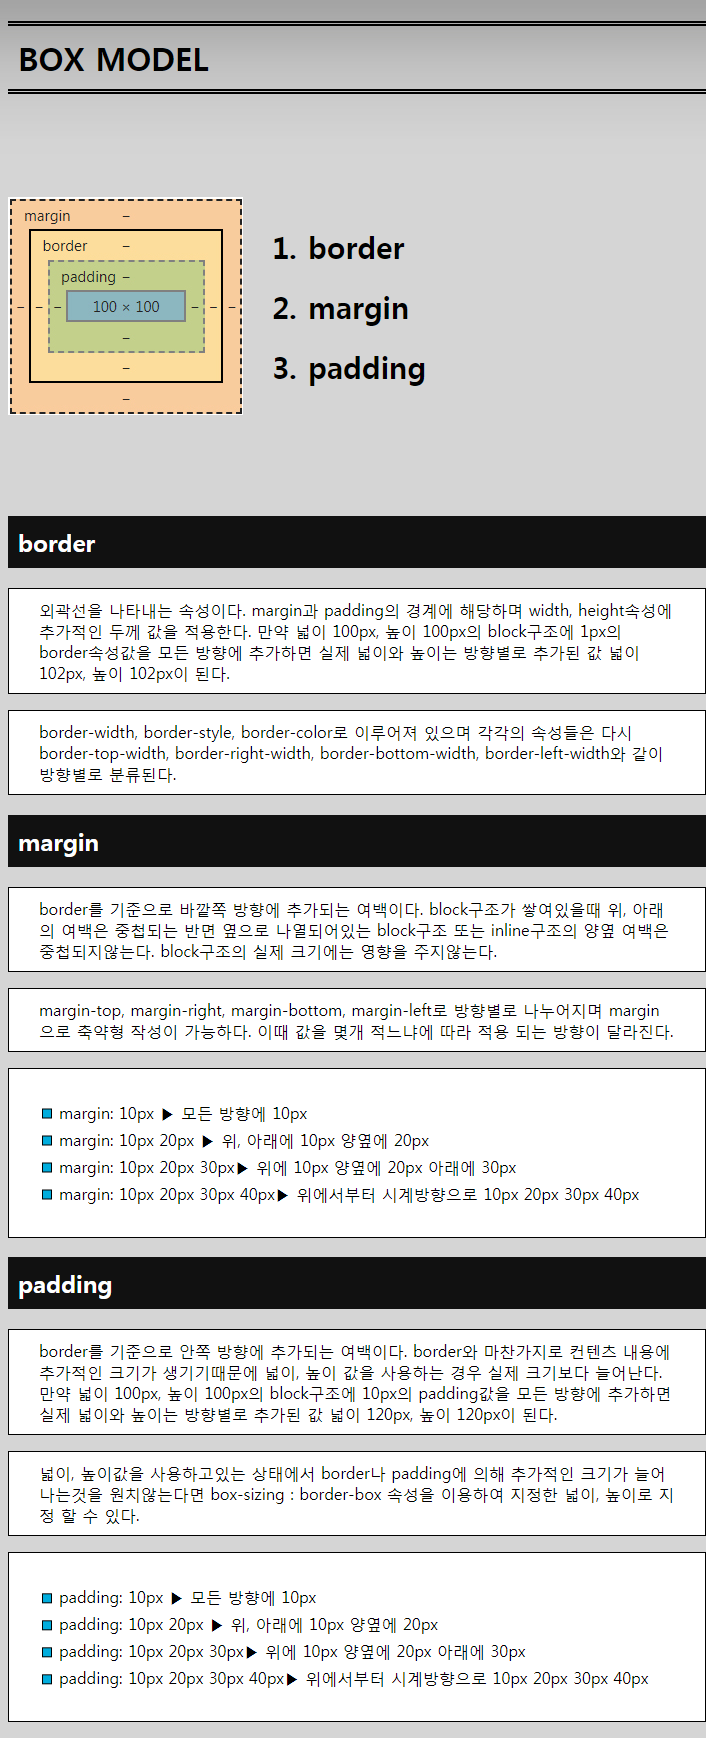 BOX MODEL
margin –
border –
padding –
– – – 100 × 100 – – –
–
–
–
1. border
2. margin
3. padding
border
외곽선을 나타내는 속성이다. margin과 padding의 경계에 해당하며 width, height속성에
추가적인 두께 값을 적용한다. 만약 넓이 100px, 높이 100px의 block구조에 1px의
border속성값을 모든 방향에 추가하면 실제 넓이와 높이는 방향별로 추가된 값 넓이
102px, 높이 102px이 된다.
border-width, border-style, border-color로 이루어져 있으며 각각의 속성들은 다시
border-top-width, border-right-width, border-bottom-width, border-left-width와 같이
방향별로 분류된다.
margin
border를 기준으로 바깥쪽 방향에 추가되는 여백이다. block구조가 쌓여있을때 위, 아래
의 여백은 중첩되는 반면 옆으로 나열되어있는 block구조 또는 inline구조의 양옆 여백은
중첩되지않는다. block구조의 실제 크기에는 영향을 주지않는다.
margin-top, margin-right, margin-bottom, margin-left로 방향별로 나누어지며 margin
으로 축약형 작성이 가능하다. 이때 값을 몇개 적느냐에 따라 적용 되는 방향이 달라진다.
margin: 10px ▶ 모든 방향에 10px
margin: 10px 20px ▶ 위, 아래에 10px 양옆에 20px
margin: 10px 20px 30px▶ 위에 10px 양옆에 20px 아래에 30px
margin: 10px 20px 30px 40px▶ 위에서부터 시계방향으로 10px 20px 30px 40px
padding
border를 기준으로 안쪽 방향에 추가되는 여백이다. border와 마찬가지로 컨텐츠 내용에
추가적인 크기가 생기기때문에 넓이, 높이 값을 사용하는 경우 실제 크기보다 늘어난다.
만약 넓이 100px, 높이 100px의 block구조에 10px의 padding값을 모든 방향에 추가하면
실제 넓이와 높이는 방향별로 추가된 값 넓이 120px, 높이 120px이 된다.
넓이, 높이값을 사용하고있는 상태에서 border나 padding에 의해 추가적인 크기가 늘어
나는것을 원치않는다면 box-sizing : border-box 속성을 이용하여 지정한 넓이, 높이로 지
정 할 수 있다.
padding: 10px ▶ 모든 방향에 10px
padding: 10px 20px ▶ 위, 아래에 10px 양옆에 20px
padding: 10px 20px 30px▶ 위에 10px 양옆에 20px 아래에 30px
padding: 10px 20px 30px 40px▶ 위에서부터 시계방향으로 10px 20px 30px 40px